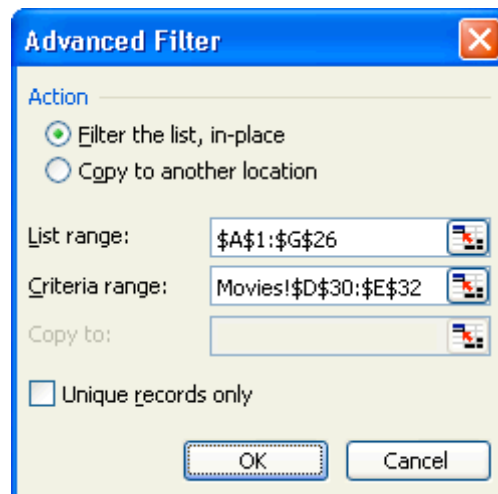 Advanced Filter
Action
Filter the list, in-place
Copy to another location
List range: $A$1:$G$26
Criteria range: Movies!$D$30:$E$32
Copy to:
Unique records only
OK Cancel